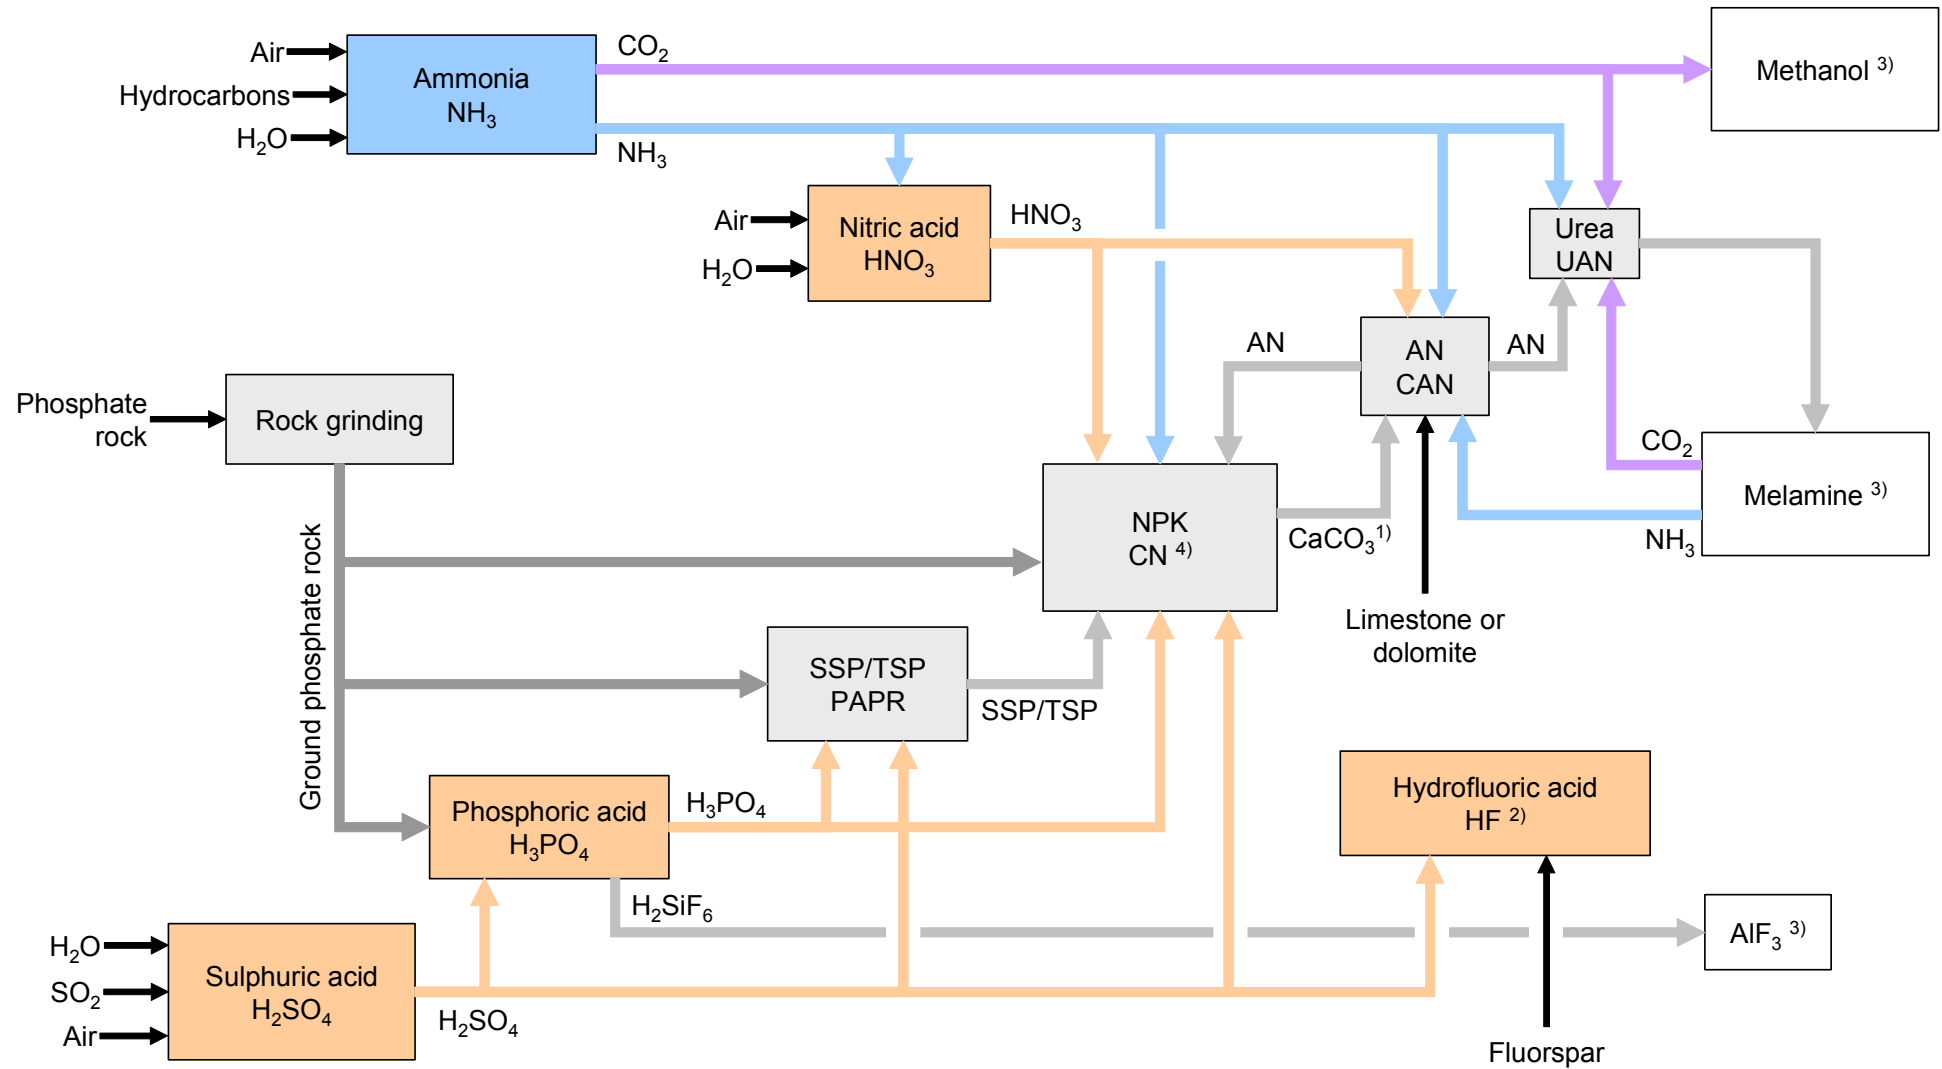 Air
Hydrocarbons
H₂O
Ammonia
NH₃
CO₂
NH₃
Methanol ³⁾
Air
H₂O
Nitric acid
HNO₃
HNO₃
Urea
UAN
AN
AN
CAN
AN
Phosphate
rock
Rock grinding
Ground phosphate rock
NPK
CN ⁴⁾
CaCO₃¹⁾
CO₂
Melamine ³⁾
NH₃
Limestone or
dolomite
SSP/TSP
PAPR
SSP/TSP
Phosphoric acid
H₃PO₄
H₃PO₄
Hydrofluoric acid
HF ²⁾
H₂SiF₆
AlF₃ ³⁾
H₂O
SO₂
Air
Sulphuric acid
H₂SO₄
H₂SO₄
Fluorspar